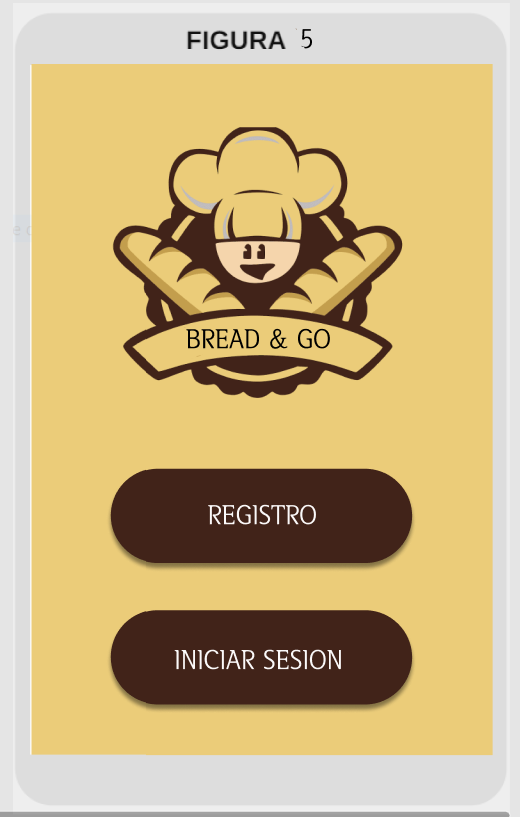 FIGURA 5
BREAD & GO
REGISTRO
INICIAR SESION